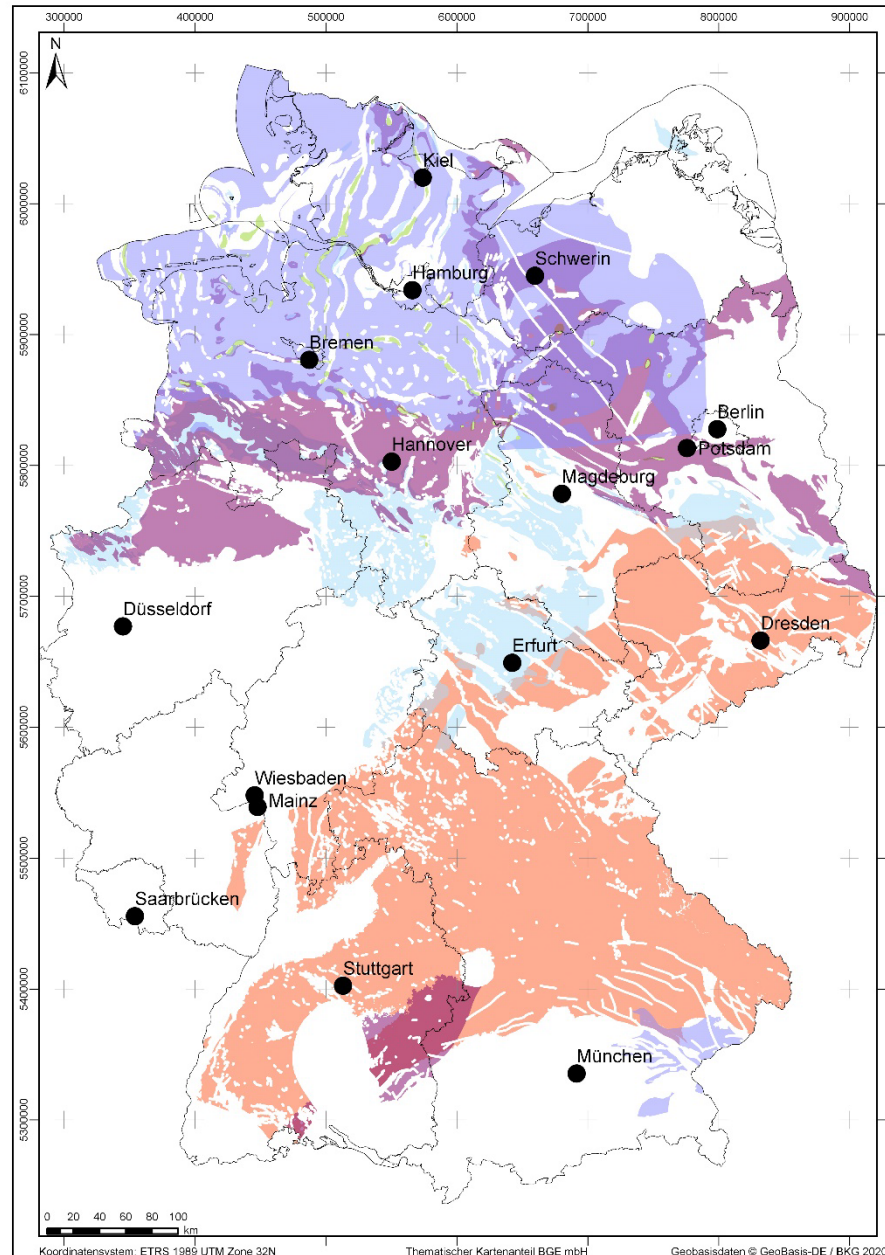 300000 400000 500000 600000 700000 800000 900000
N
6100000
Kiel
6000000
Schwerin
Hamburg
5900000
Bremen
Berlin
Hannover
Potsdam
5800000
Magdeburg
5700000
Düsseldorf
Dresden
Erfurt
5600000
Wiesbaden
Mainz
5500000
Saarbrücken
Stuttgart
5400000
München
5300000
0 10 20 40 60 80 100
km
Koordinatensystem: ETRS 1989 UTM Zone 32N Thematischer Kartenanteil BGE mbH Geobasisdaten © GeoBasis-DE / BKG 2020